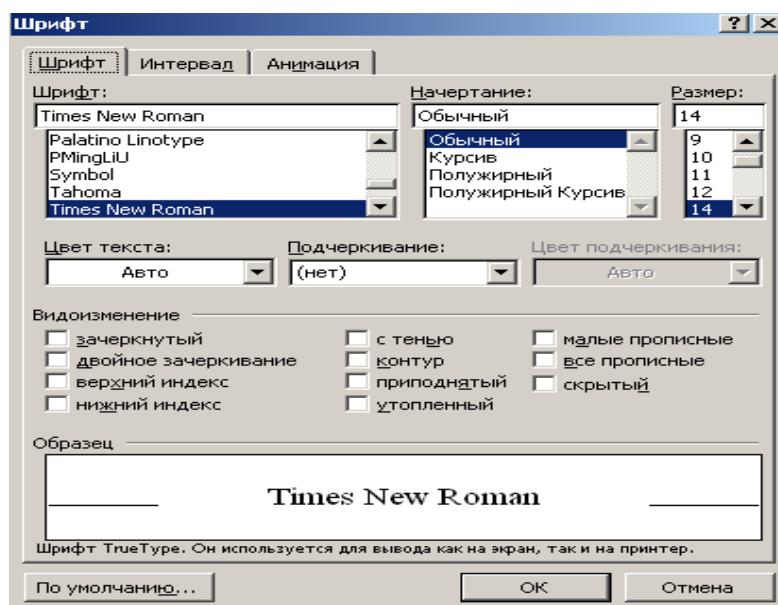 Шрифт
Шрифт Интервал Анимация
Шрифт: Начертание: Размер:
Times New Roman Обычный 14
Palatino Linotype Обычный 9
PMingLiU Курсив 10
Symbol Полужирный 11
Tahoma Полужирный Курсив 12
Times New Roman 14
Цвет текста: Подчеркивание: Цвет подчеркивания:
Авто (нет) Авто
Видоизменение
зачеркнутый с тенью малые прописные
двойное зачеркивание контур все прописные
верхний индекс приподнятый скрытый
нижний индекс утопленный
Образец
Times New Roman
Шрифт TrueType. Он используется для вывода как на экран, так и на принтер.
По умолчанию... ОК Отмена